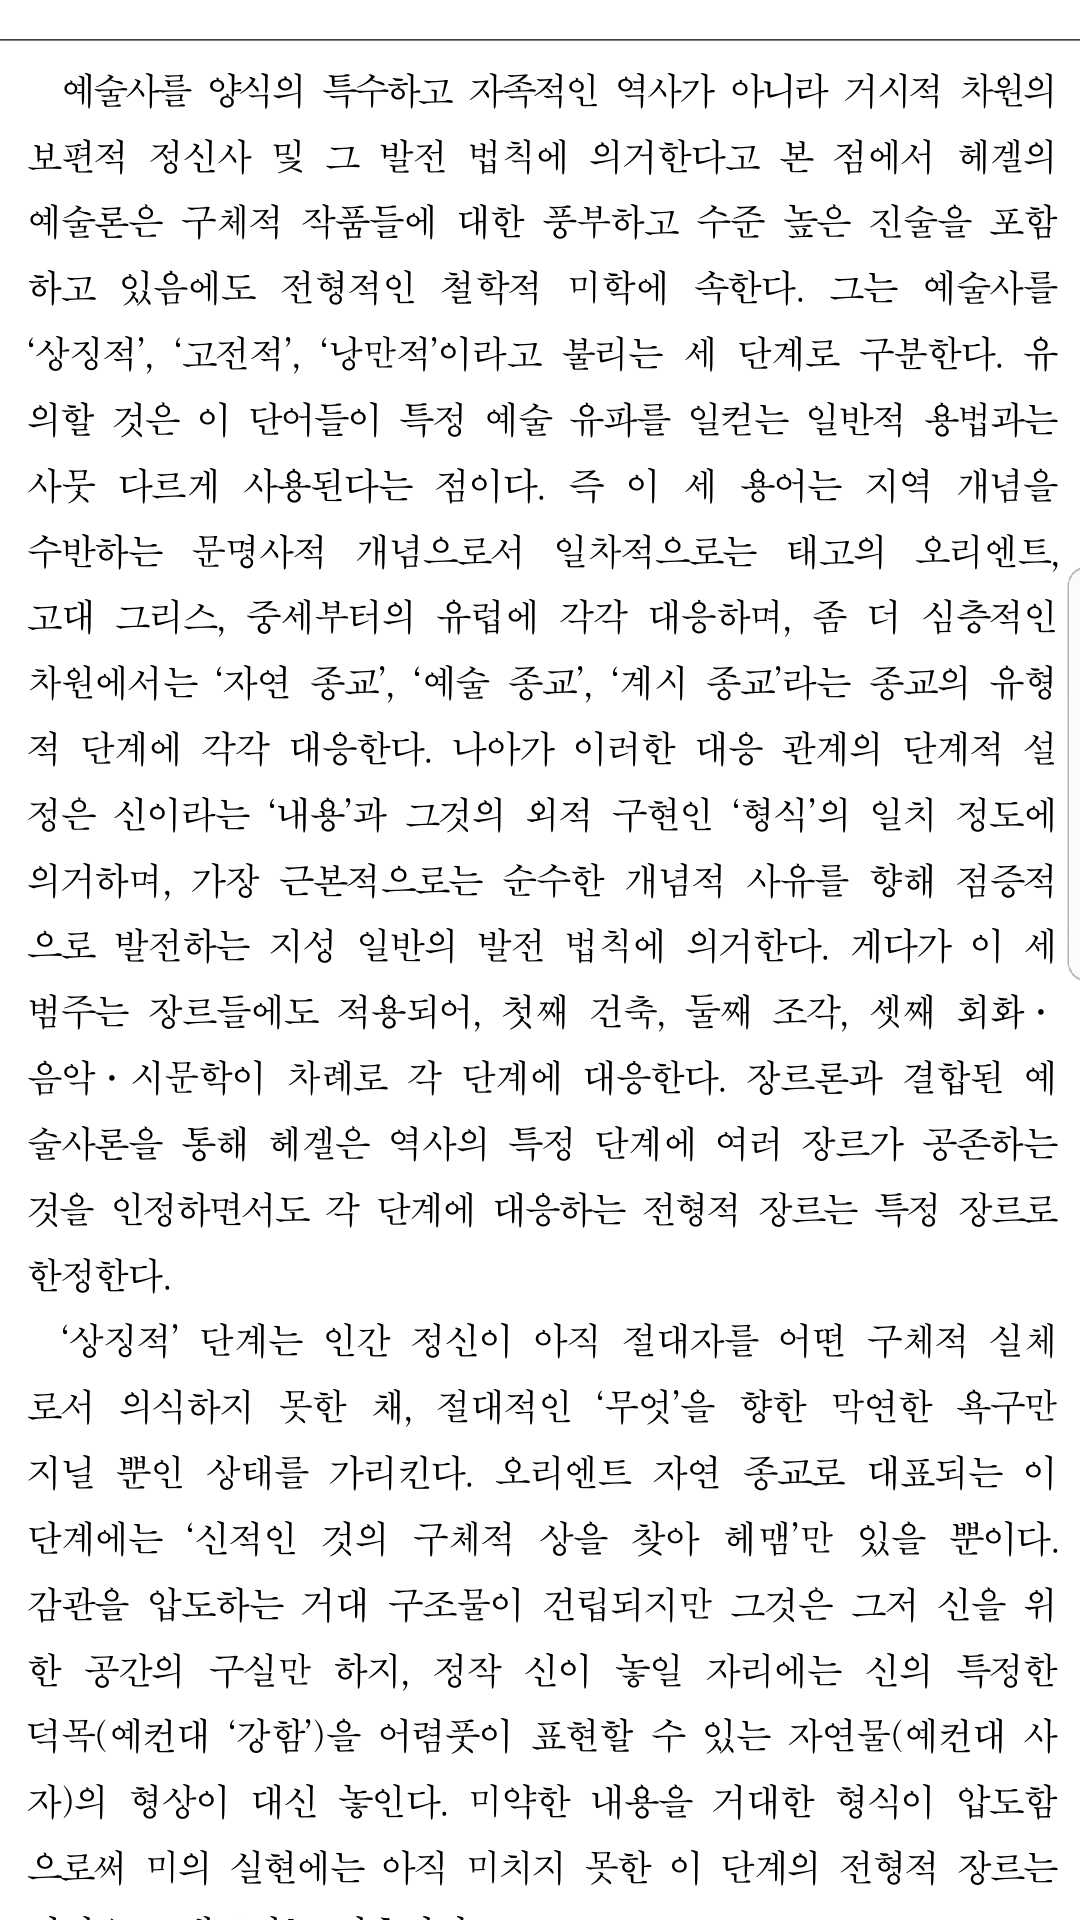 예술사를 양식의 특수하고 자족적인 역사가 아니라 거시적 차원의
보편적 정신사 및 그 발전 법칙에 의거한다고 본 점에서 헤겔의
예술론은 구체적 작품들에 대한 풍부하고 수준 높은 진술을 포함
하고 있음에도 전형적인 철학적 미학에 속한다. 그는 예술사를
‘상징적’, ‘고전적’, ‘낭만적’이라고 불리는 세 단계로 구분한다. 유
의할 것은 이 단어들이 특정 예술 유파를 일컫는 일반적 용법과는
사뭇 다르게 사용된다는 점이다. 즉 이 세 용어는 지역 개념을
수반하는 문명사적 개념으로서 일차적으로는 태고의 오리엔트,
고대 그리스, 중세부터의 유럽에 각각 대응하며, 좀 더 심층적인
차원에서는 ‘자연 종교’, ‘예술 종교’, ‘계시 종교’라는 종교의 유형
적 단계에 각각 대응한다. 나아가 이러한 대응 관계의 단계적 설
정은 신이라는 ‘내용’과 그것의 외적 구현인 ‘형식’의 일치 정도에
의거하며, 가장 근본적으로는 순수한 개념적 사유를 향해 점증적
으로 발전하는 지성 일반의 발전 법칙에 의거한다. 게다가 이 세
범주는 장르들에도 적용되어, 첫째 건축, 둘째 조각, 셋째 회화·
음악·시문학이 차례로 각 단계에 대응한다. 장르론과 결합된 예
술사론을 통해 헤겔은 역사의 특정 단계에 여러 장르가 공존하는
것을 인정하면서도 각 단계에 대응하는 전형적 장르는 특정 장르로
한정한다.
‘상징적’ 단계는 인간 정신이 아직 절대자를 어떤 구체적 실체
로서 의식하지 못한 채, 절대적인 ‘무엇’을 향한 막연한 욕구만
지닐 뿐인 상태를 가리킨다. 오리엔트 자연 종교로 대표되는 이
단계에는 ‘신적인 것의 구체적 상을 찾아 헤맴’만 있을 뿐이다.
감관을 압도하는 거대 구조물이 건립되지만 그것은 그저 신을 위
한 공간의 구실만 하지, 정작 신이 놓일 자리에는 신의 특정한
덕목(예컨대 ‘강함’)을 어렴풋이 표현할 수 있는 자연물(예컨대 사
자)의 형상이 대신 놓인다. 미약한 내용을 거대한 형식이 압도함
으로써 미의 실현에는 아직 미치지 못한 이 단계의 전형적 장르는